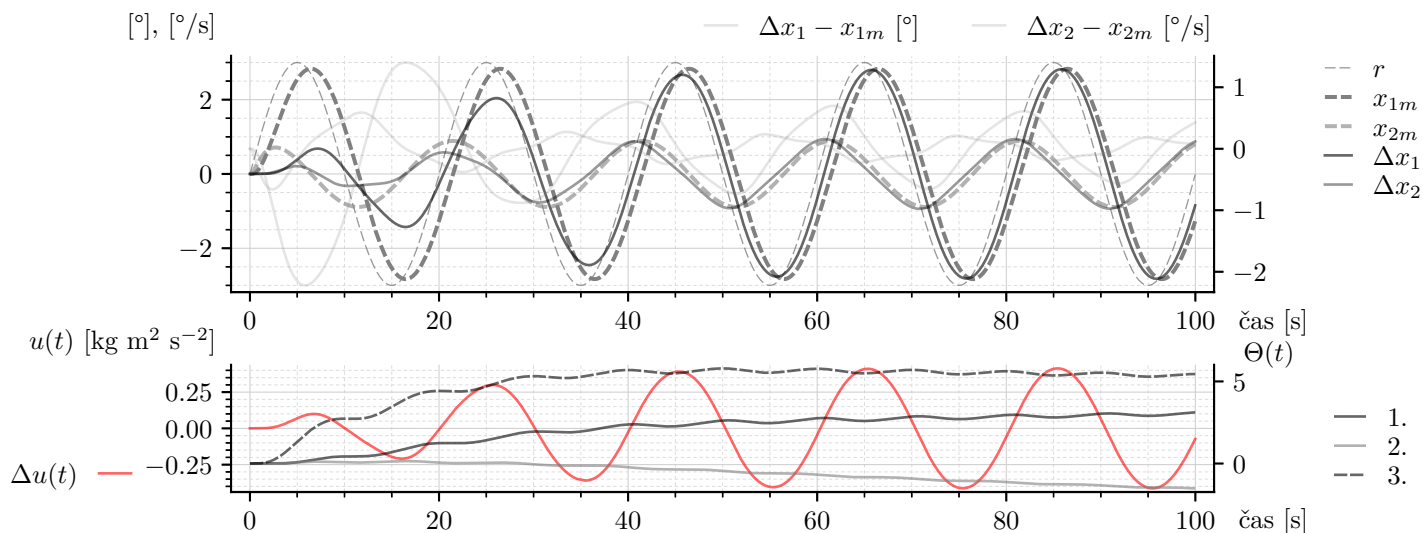 [°], [°/s]
Δx₁ − x₁ₘ [°]
Δx₂ − x₂ₘ [°/s]
2
0
−2
1
0
−1
−2
r
x₁ₘ
x₂ₘ
Δx₁
Δx₂
0 20 40 60 80 100
čas [s]
u(t) [kg m² s⁻²]
Θ(t)
0.25
0.00
−0.25
5
0
Δu(t)
1.
2.
3.
0 20 40 60 80 100
čas [s]